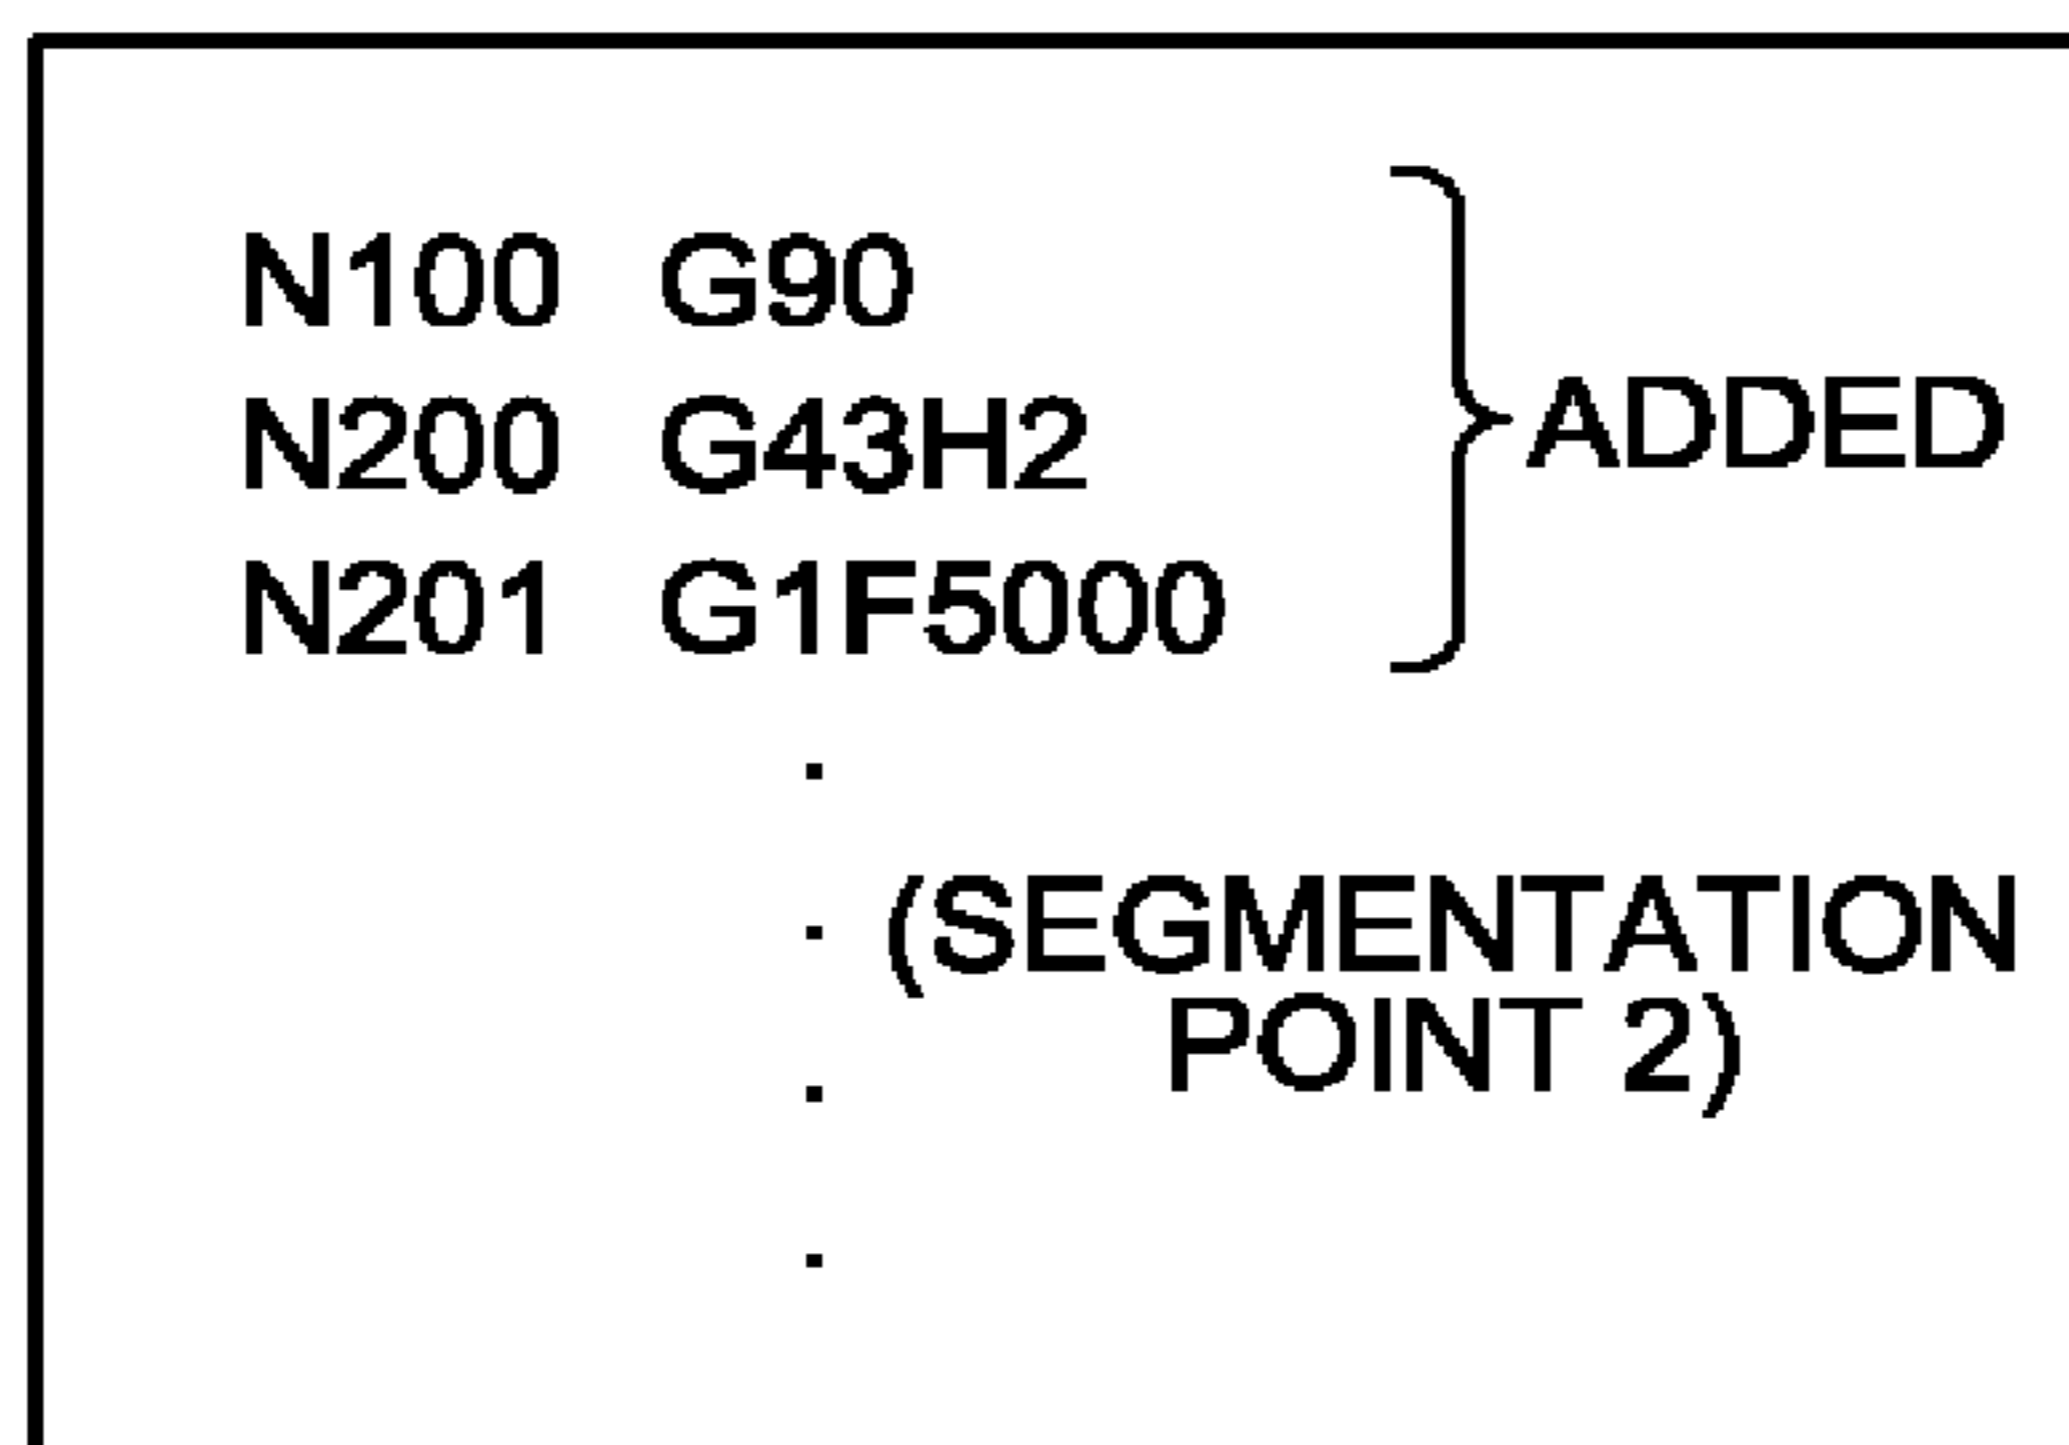 N100 G90
N200 G43H2
ADDED
N201 G1F5000
.
. (SEGMENTATION
POINT 2)
.
.